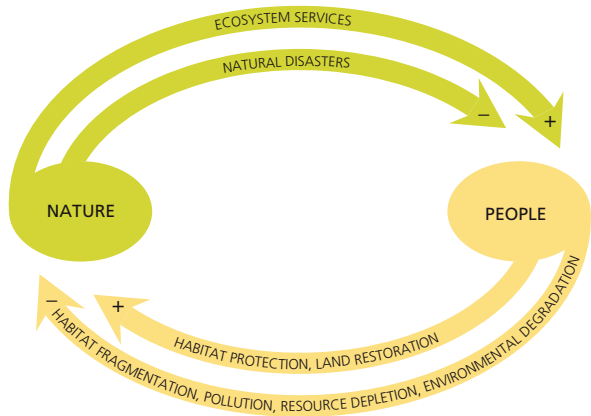 ECOSYSTEM SERVICES
NATURAL DISASTERS
–
+
NATURE
PEOPLE
–
+
HABITAT PROTECTION, LAND RESTORATION
HABITAT FRAGMENTATION, POLLUTION, RESOURCE DEPLETION, ENVIRONMENTAL DEGRADATION